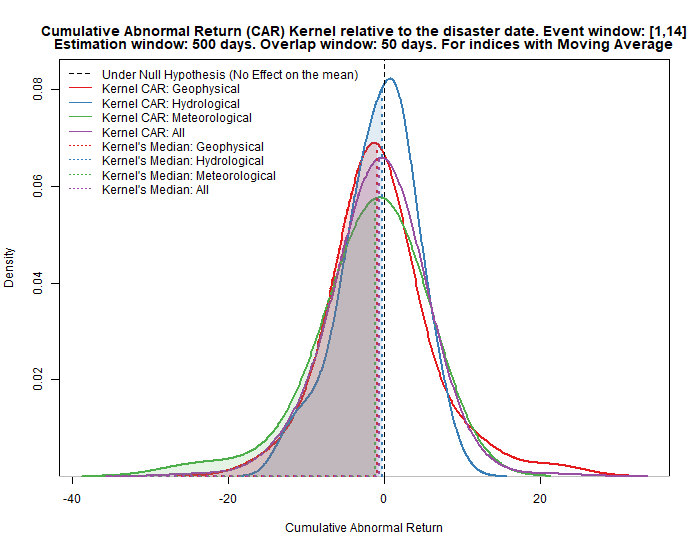 Cumulative Abnormal Return (CAR) Kernel relative to the disaster date. Event window: [1,14]
Estimation window: 500 days. Overlap window: 50 days. For indices with Moving Average
Under Null Hypothesis (No Effect on the mean)
Kernel CAR: Geophysical
Kernel CAR: Hydrological
Kernel CAR: Meteorological
Kernel CAR: All
Kernel's Median: Geophysical
Kernel's Median: Hydrological
Kernel's Median: Meteorological
Kernel's Median: All
Density
0.08
0.06
0.04
0.02
-40
-20
0
20
Cumulative Abnormal Return